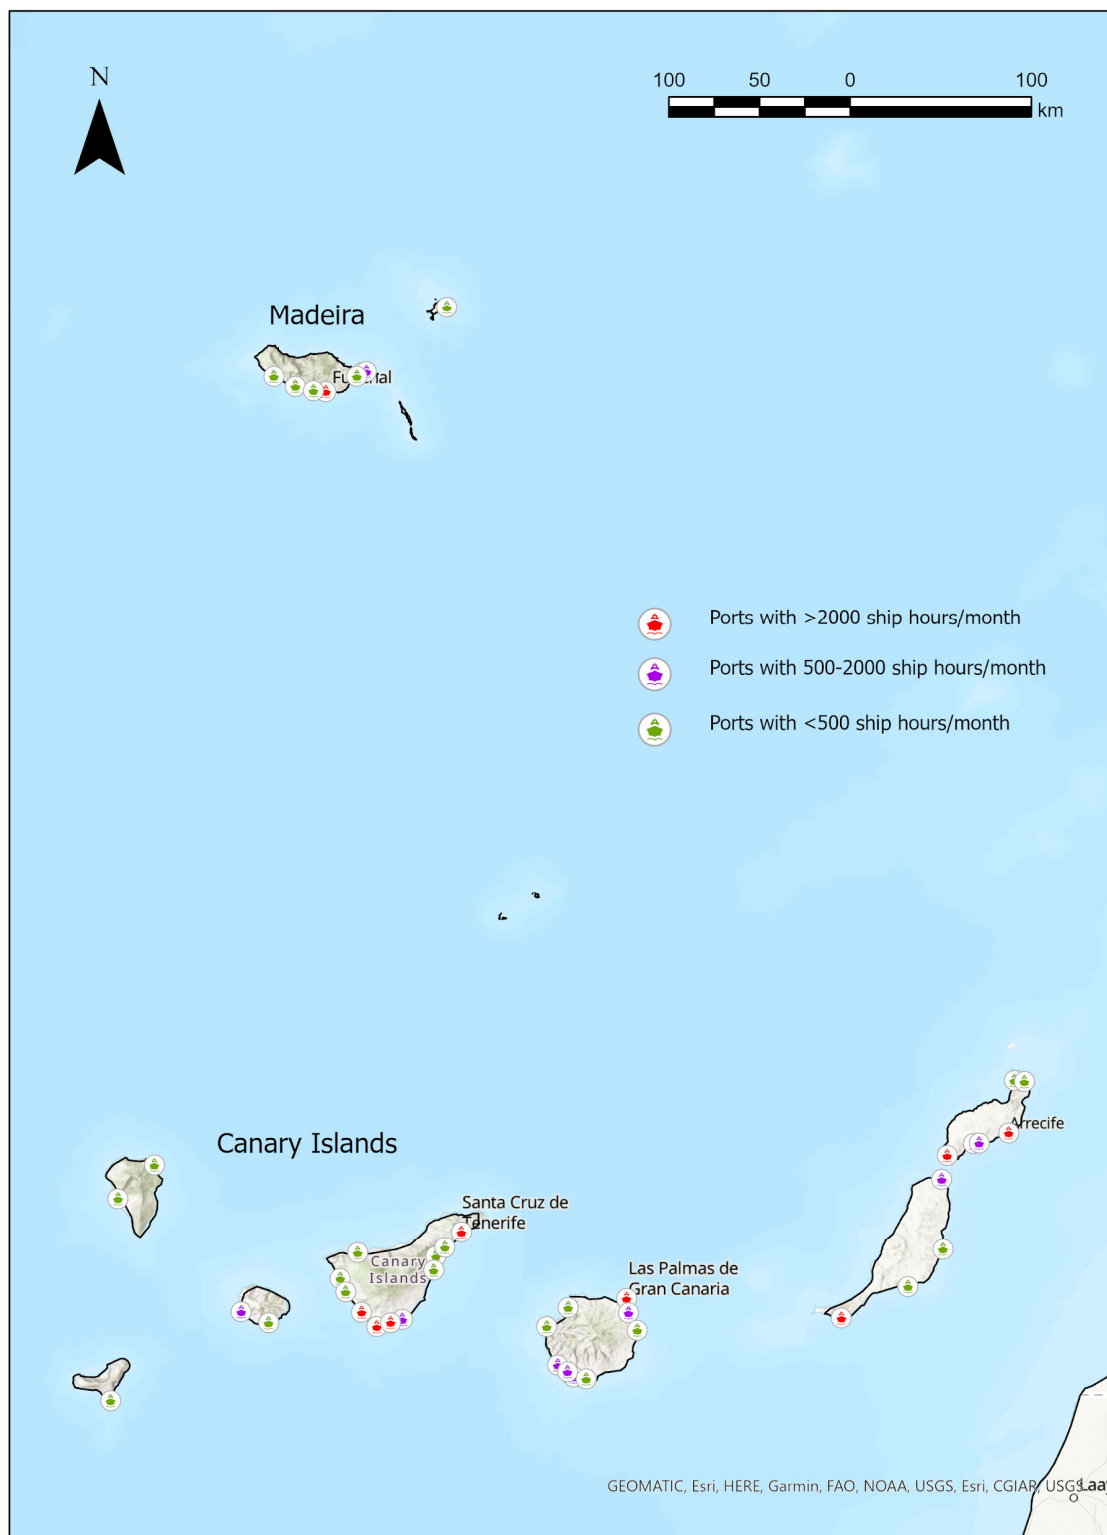 N
100 50 0 100
km
Madeira
Ports with >2000 ship hours/month
Ports with 500-2000 ship hours/month
Ports with <500 ship hours/month
Arrecife
Canary Islands
Santa Cruz de
Tenerife
Canary
Islands
Las Palmas de
Gran Canaria
GEOMATIC, Esri, HERE, Garmin, FAO, NOAA, USGS, Esri, CGIAR, USGS